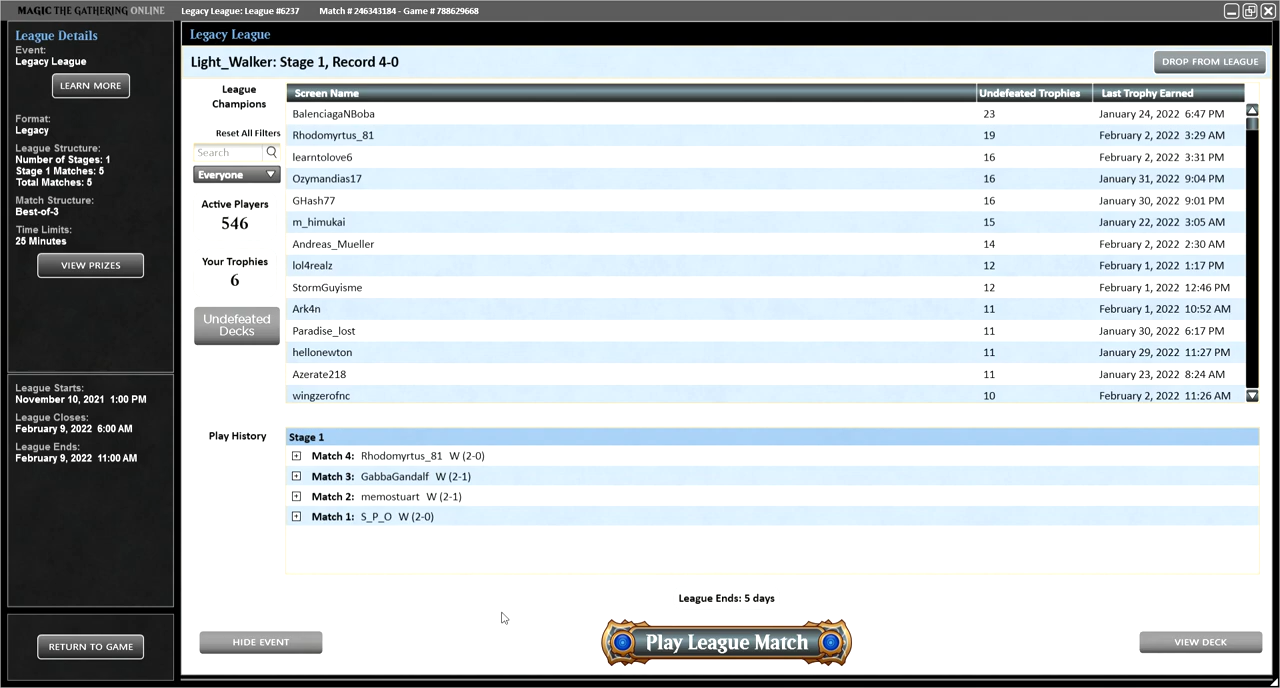 MAGIC THE GATHERING ONLINE
Legacy League: League #6237
Match # 246343184 - Game # 788629668
League Details
Event:
Legacy League
LEARN MORE
Format:
Legacy
League Structure:
Number of Stages: 1
Stage 1 Matches: 5
Total Matches: 5
Match Structure:
Best-of-3
Time Limits:
25 Minutes
VIEW PRIZES
League Starts:
November 10, 2021 1:00 PM
League Closes:
February 9, 2022 6:00 AM
League Ends:
February 9, 2022 11:00 AM
RETURN TO GAME
Legacy League
Light_Walker: Stage 1, Record 4-0
DROP FROM LEAGUE
League
Champions
Reset All Filters
Search
Everyone
Active Players
546
Your Trophies
6
Undefeated
Decks
Screen Name Undefeated Trophies Last Trophy Earned
BalenciagaNBoba 23 January 24, 2022 6:47 PM
Rhodomyrtus_81 19 February 2, 2022 3:29 AM
learntolove6 16 February 2, 2022 3:31 PM
Ozymandias17 16 January 31, 2022 9:04 PM
GHash77 16 January 30, 2022 9:01 PM
m_himukai 15 January 22, 2022 3:05 AM
Andreas_Mueller 14 February 2, 2022 2:30 AM
lol4realz 12 February 1, 2022 1:17 PM
StormGuyisme 12 February 1, 2022 12:46 PM
Ark4n 11 February 1, 2022 10:52 AM
Paradise_lost 11 January 30, 2022 6:17 PM
hellonewton 11 January 29, 2022 11:27 PM
Azerate218 11 January 23, 2022 8:24 AM
wingzerofnc 10 February 2, 2022 11:26 AM
Play History
Stage 1
Match 4: Rhodomyrtus_81 W (2-0)
Match 3: GabbaGandalf W (2-1)
Match 2: memostuart W (2-1)
Match 1: S_P_O W (2-0)
League Ends: 5 days
HIDE EVENT
Play League Match
VIEW DECK